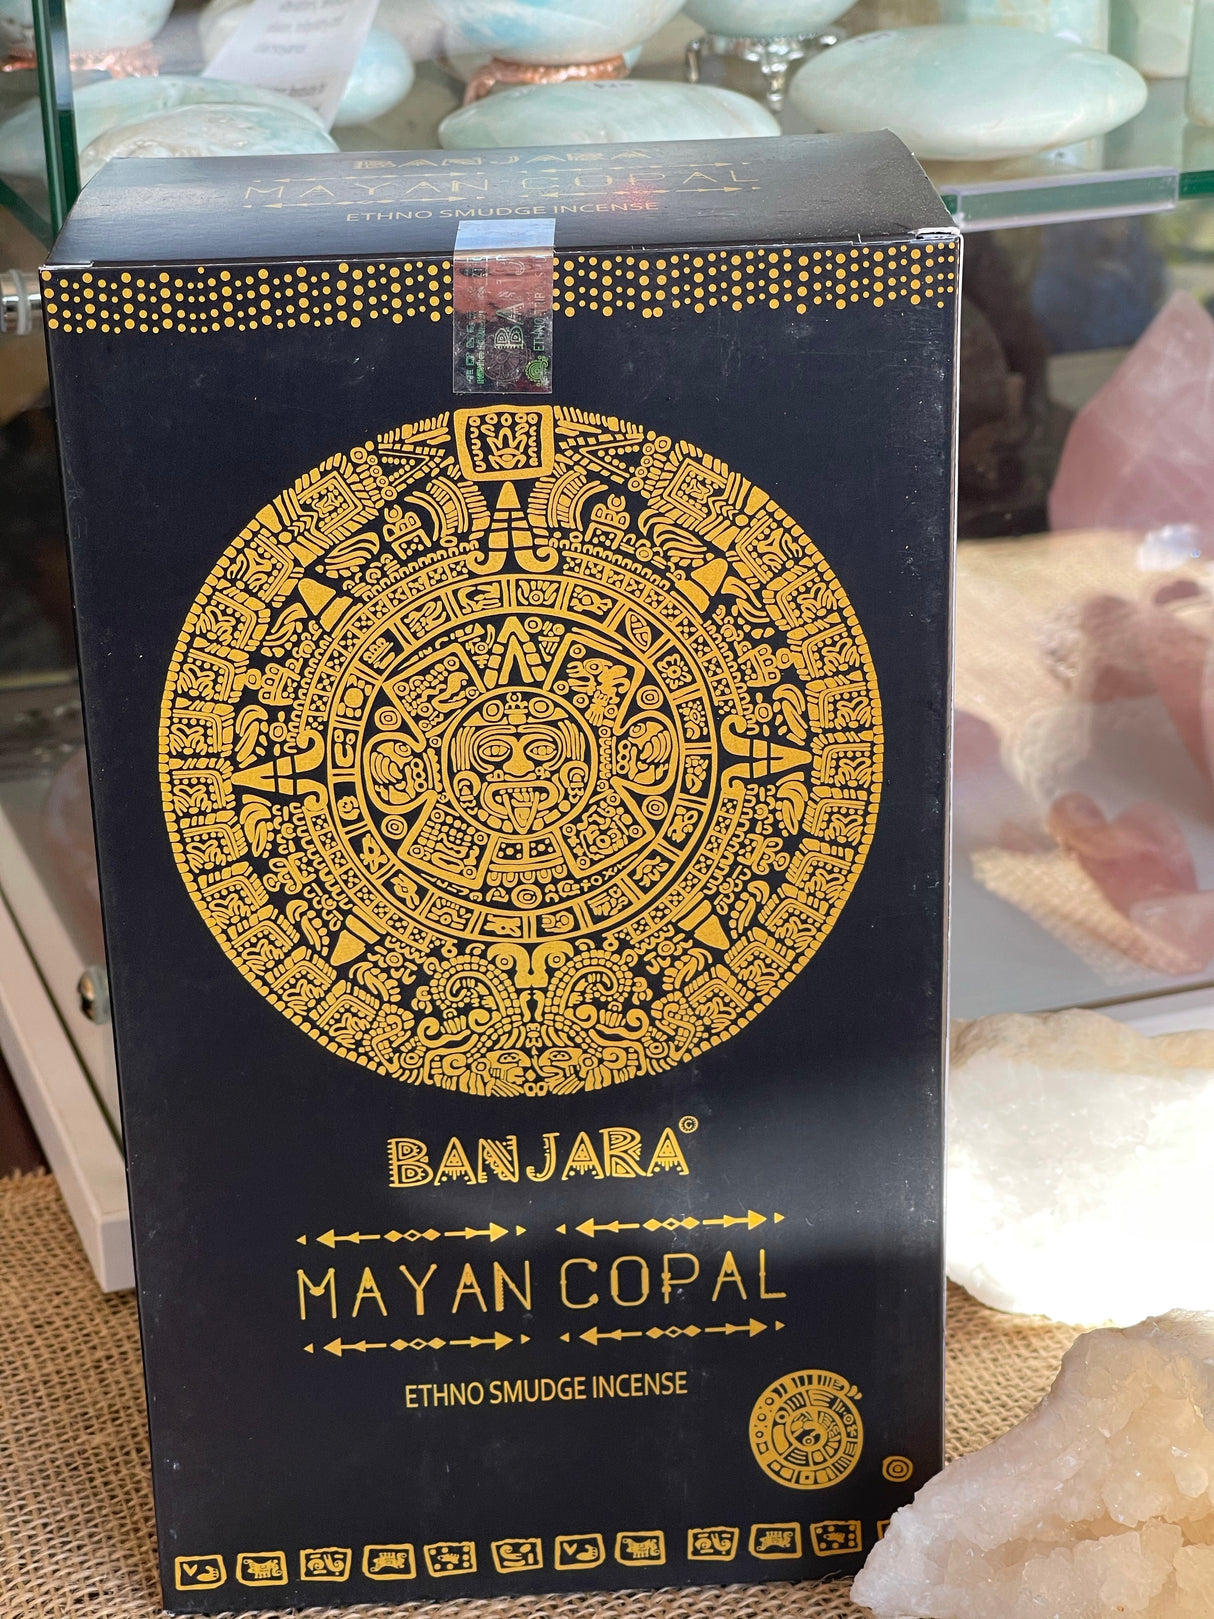 BANJARA
MAYAN COPAL
ETHNO SMUDGE INCENSE
BANJARA©
MAYAN COPAL
ETHNO SMUDGE INCENSE